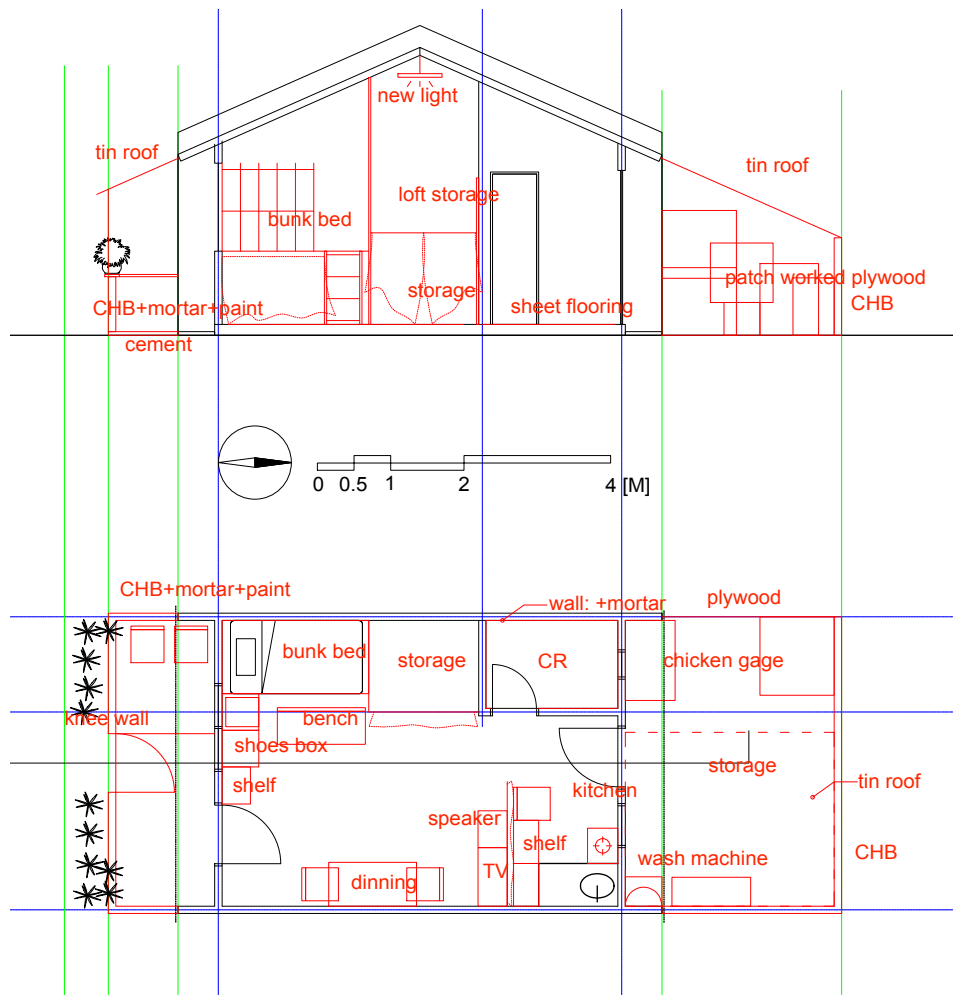 new light
tin roof
tin roof
loft storage
bunk bed
patch worked plywood
storage
CHB+mortar+paint
sheet flooring
CHB
cement
0 0.5 1 2 4 [M]
CHB+mortar+paint
plywood
wall: +mortar
bunk bed
storage
CR
chicken gage
knee wall
bench
shoes box
storage
shelf
kitchen
tin roof
speaker
shelf
wash machine
CHB
TV
dinning